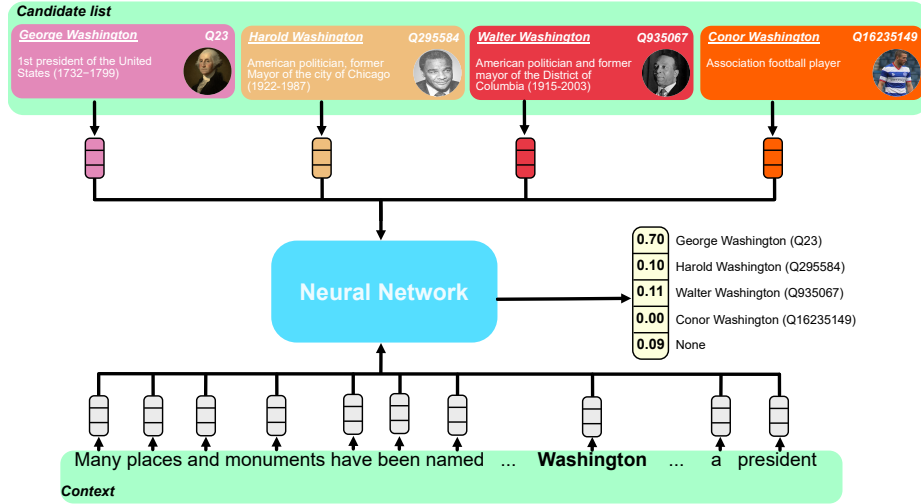 Candidate list
George Washington Q23
1st president of the United
States (1732−1799)
Harold Washington Q295584
American politician, former
Mayor of the city of Chicago
(1922-1987)
Walter Washington Q935067
American politician and former
mayor of the District of
Columbia (1915-2003)
Conor Washington Q16235149
Association football player
Neural Network
0.70 George Washington (Q23)
0.10 Harold Washington (Q295584)
0.11 Walter Washington (Q935067)
0.00 Conor Washington (Q16235149)
0.09 None
Many places and monuments have been named ... Washington ... a president
Context